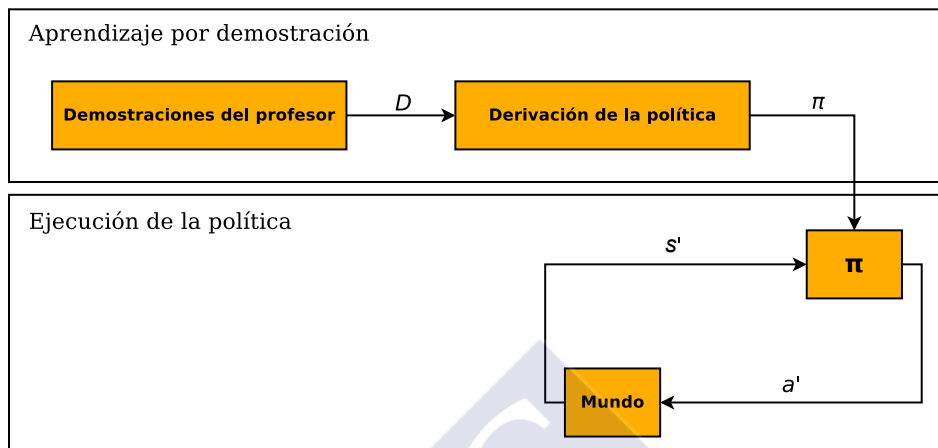 Aprendizaje por demostración
Demostraciones del profesor
D
Derivación de la política
π
Ejecución de la política
s'
π
Mundo
a'